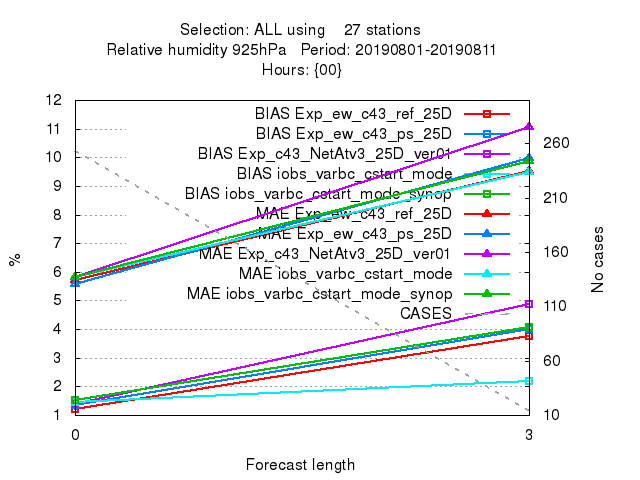 Selection: ALL using 27 stations
Relative humidity 925hPa Period: 20190801-20190811
Hours: {00}
12
11
10
9
8
7
6
5
4
3
2
1
%
BIAS Exp_ew_c43_ref_25D
BIAS Exp_ew_c43_ps_25D
BIAS Exp_c43_NetAtv3_25D_ver01
BIAS iobs_varbc_cstart_mode
BIAS iobs_varbc_cstart_mode_synop
MAE Exp_ew_c43_ref_25D
MAE Exp_ew_c43_ps_25D
MAE Exp_c43_NetAtv3_25D_ver01
MAE iobs_varbc_cstart_mode
MAE iobs_varbc_cstart_mode_synop
CASES
260
210
160
110
60
10
No cases
0 3
Forecast length